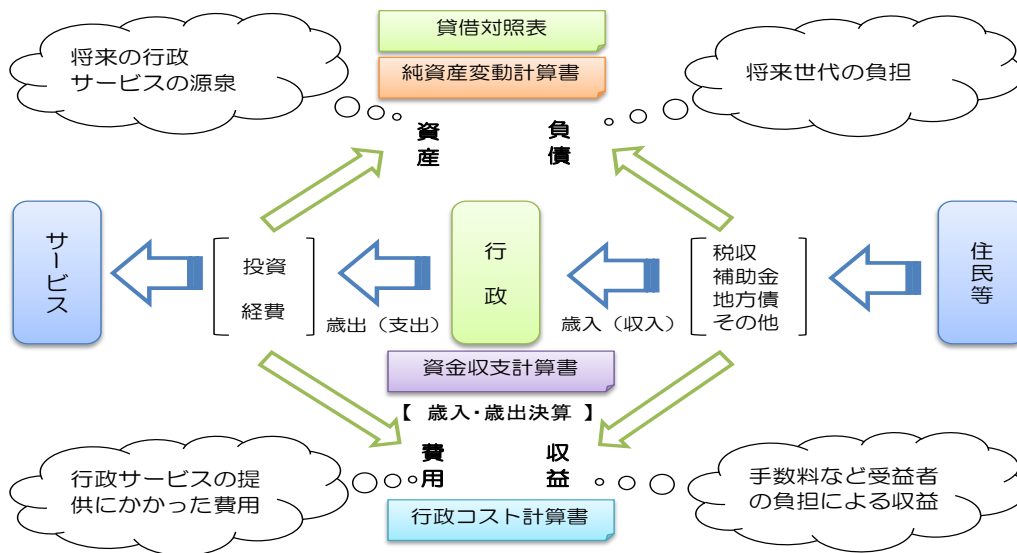 貸借対照表
純資産変動計算書
将来の行政
サービスの源泉
将来世代の負担
資産
負債
サービス
投資
経費
歳出（支出）
行政
歳入（収入）
税収
補助金
地方債
その他
住民等
資金収支計算書
【 歳入・歳出決算 】
費用
収益
行政サービスの提
供にかかった費用
手数料など受益者
の負担による収益
行政コスト計算書